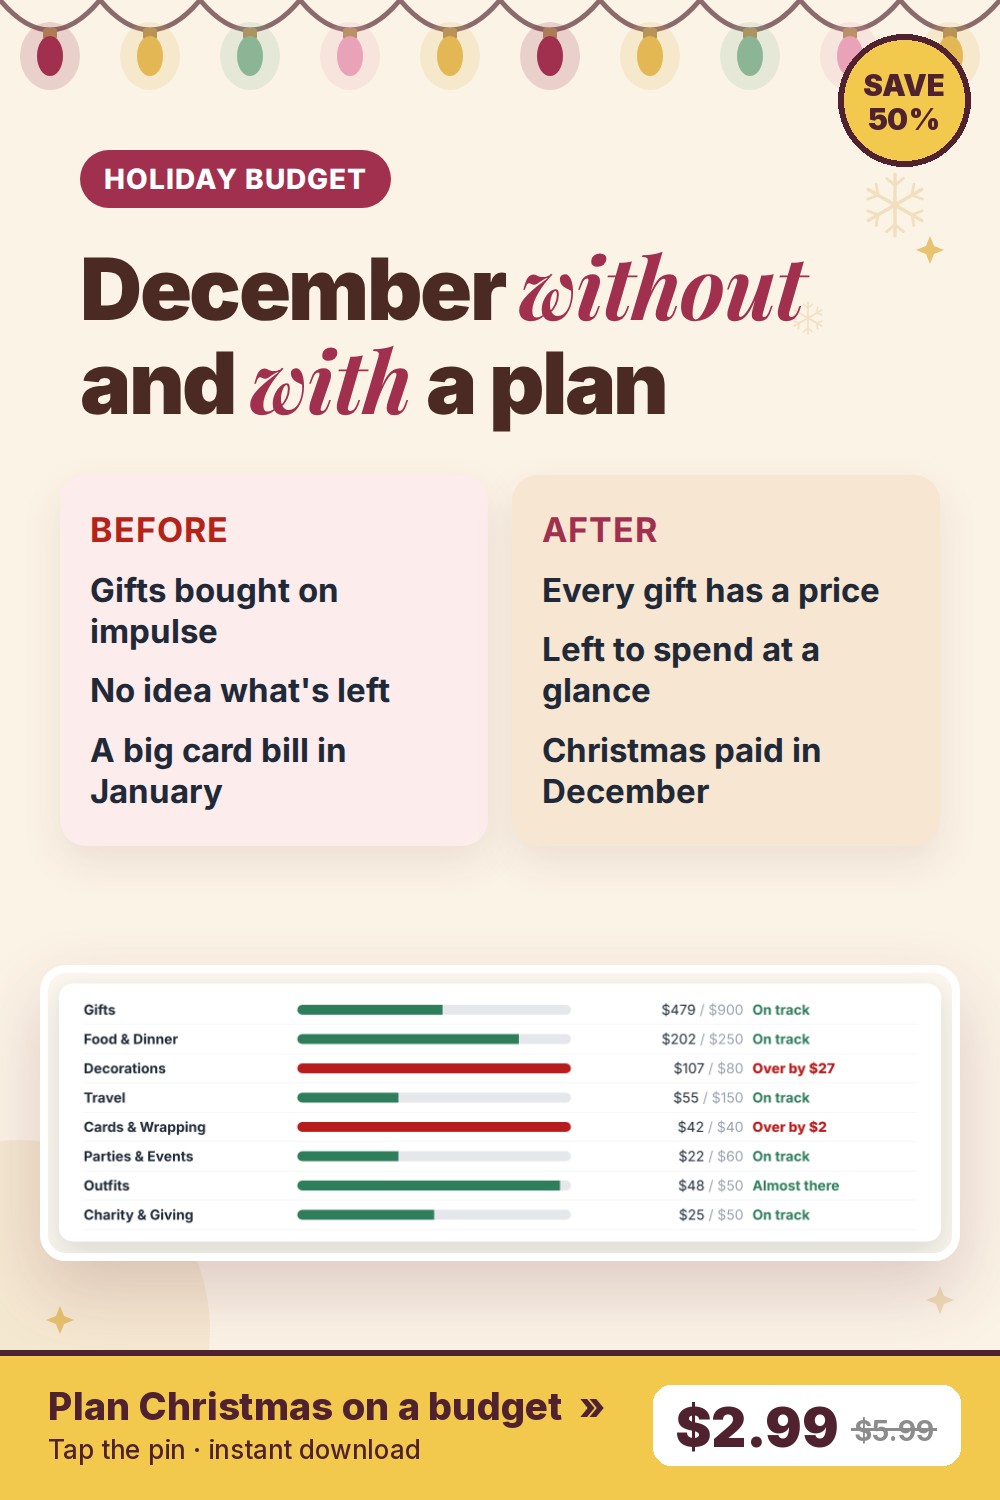 SAVE
50%
HOLIDAY BUDGET
December without
and with a plan
BEFORE
Gifts bought on
impulse
No idea what's left
A big card bill in
January
AFTER
Every gift has a price
Left to spend at a
glance
Christmas paid in
December
Gifts $479 / $900 On track
Food & Dinner $202 / $250 On track
Decorations $107 / $80 Over by $27
Travel $55 / $150 On track
Cards & Wrapping $42 / $40 Over by $2
Parties & Events $22 / $60 On track
Outfits $48 / $50 Almost there
Charity & Giving $25 / $50 On track
Plan Christmas on a budget »
Tap the pin · instant download
$2.99 $5.99